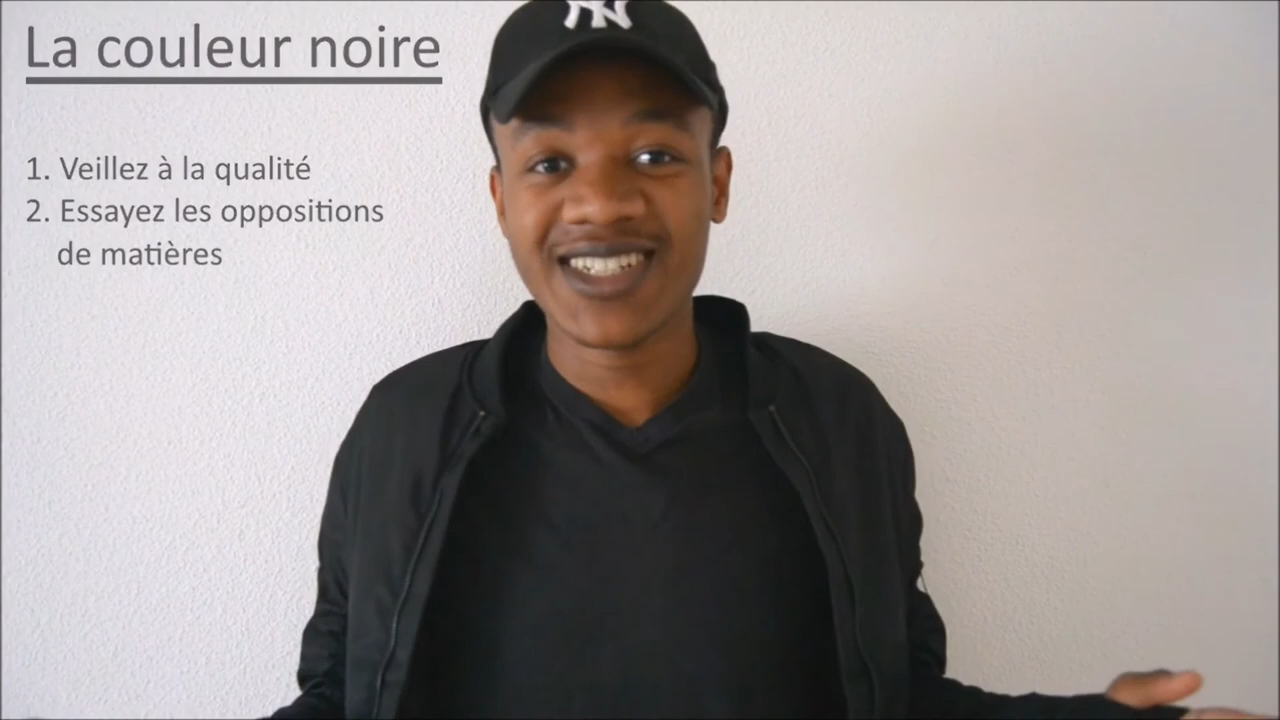 La couleur noire
1. Veillez à la qualité
2. Essayez les oppositions
de matières
NY